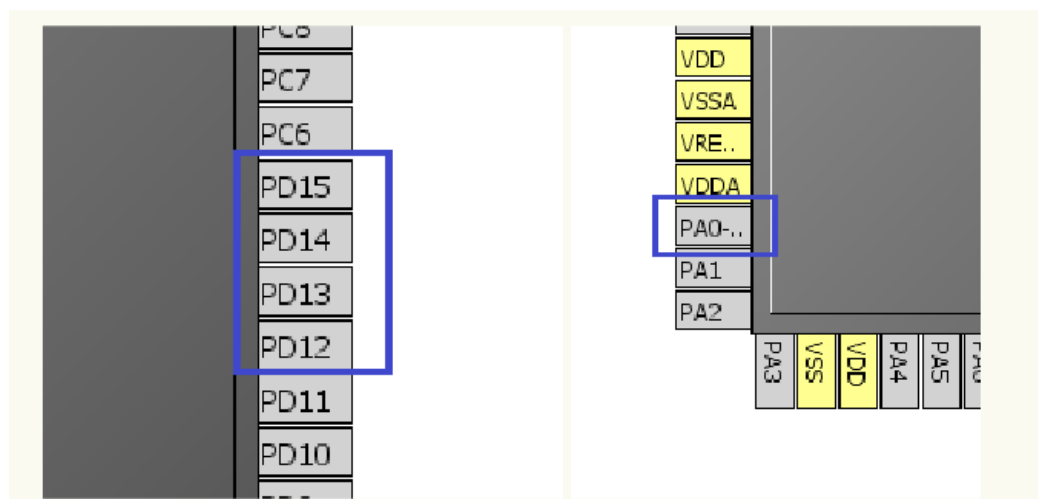 PC8
PC7
PC6
PD15
PD14
PD13
PD12
PD11
PD10
VDD
VSSA
VRE..
VDDA
PA0-..
PA1
PA2
PA3
VSS
VDD
PA4
PA5